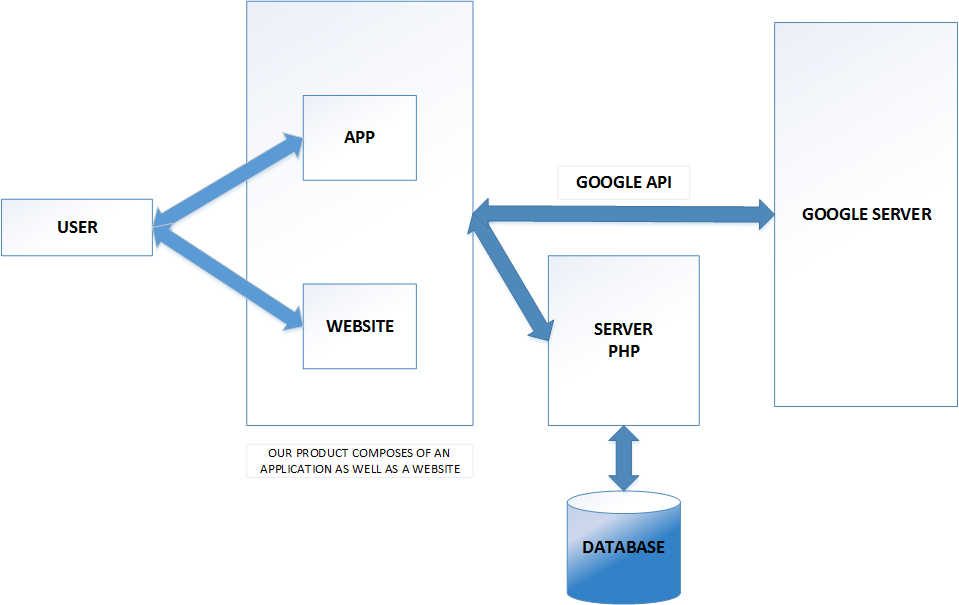 APP
GOOGLE API
USER
GOOGLE SERVER
WEBSITE
SERVER
PHP
OUR PRODUCT COMPOSES OF AN
APPLICATION AS WELL AS A WEBSITE
DATABASE